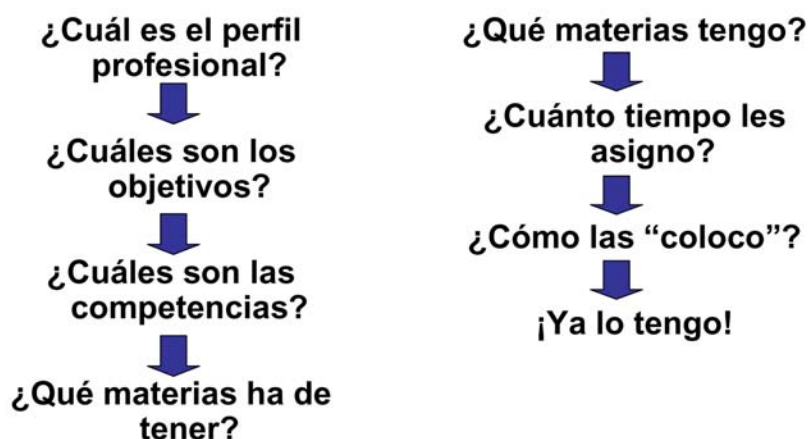 ¿Cuál es el perfil
profesional?
¿Cuáles son los
objetivos?
¿Cuáles son las
competencias?
¿Qué materias ha de
tener?
¿Qué materias tengo?
¿Cuánto tiempo les
asigno?
¿Cómo las “coloco”?
¡Ya lo tengo!